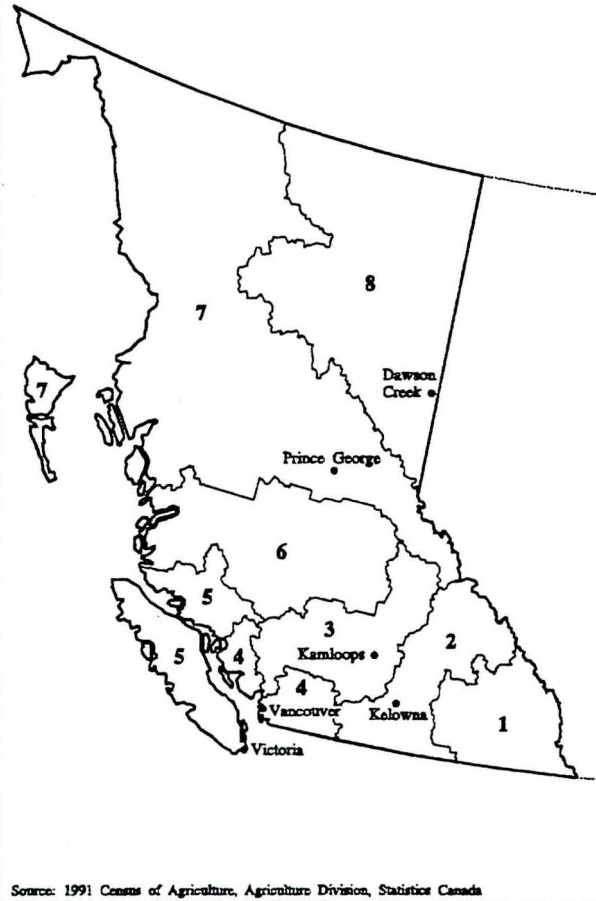 8
7
Dawson
Creek
7
Prince George
6
5
3
2
Kamloops
4
5
4
Vancouver
Kelowna
1
Victoria
Source: 1991 Census of Agriculture, Agriculture Division, Statistics Canada